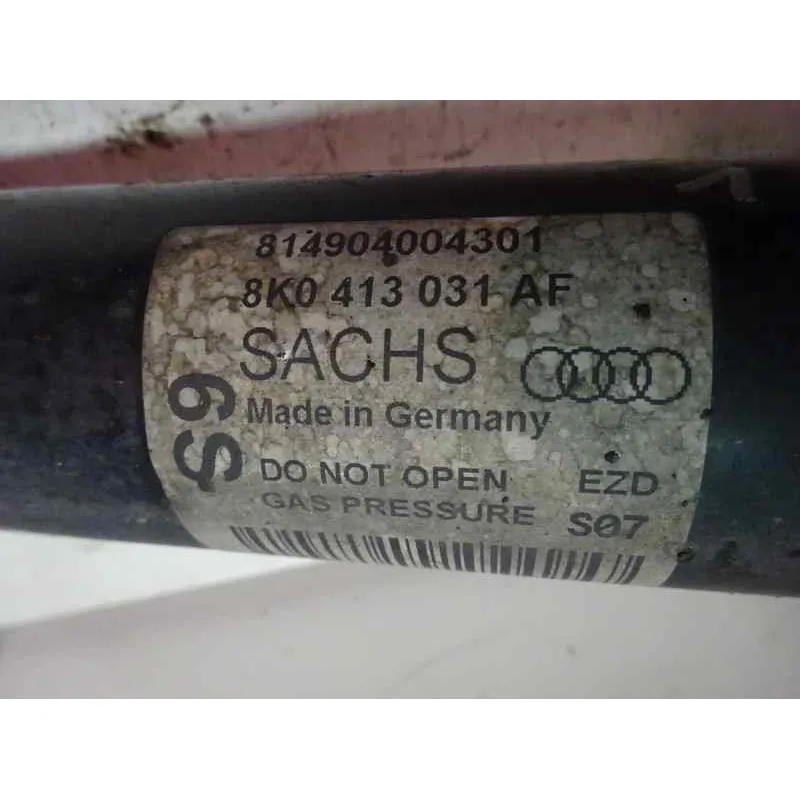 814904004301
8K0 413 031 AF
SACHS
Made in Germany
DO NOT OPEN EZD
GAS PRESSURE S07
S9